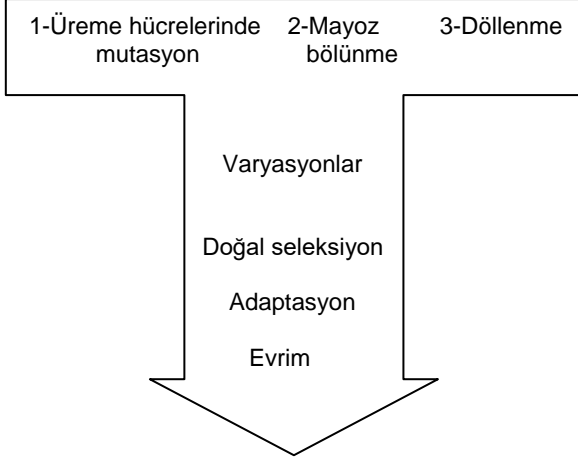 1-Üreme hücrelerinde 2-Mayoz 3-Döllenme
mutasyon bölünme
Varyasyonlar
Doğal seleksiyon
Adaptasyon
Evrim